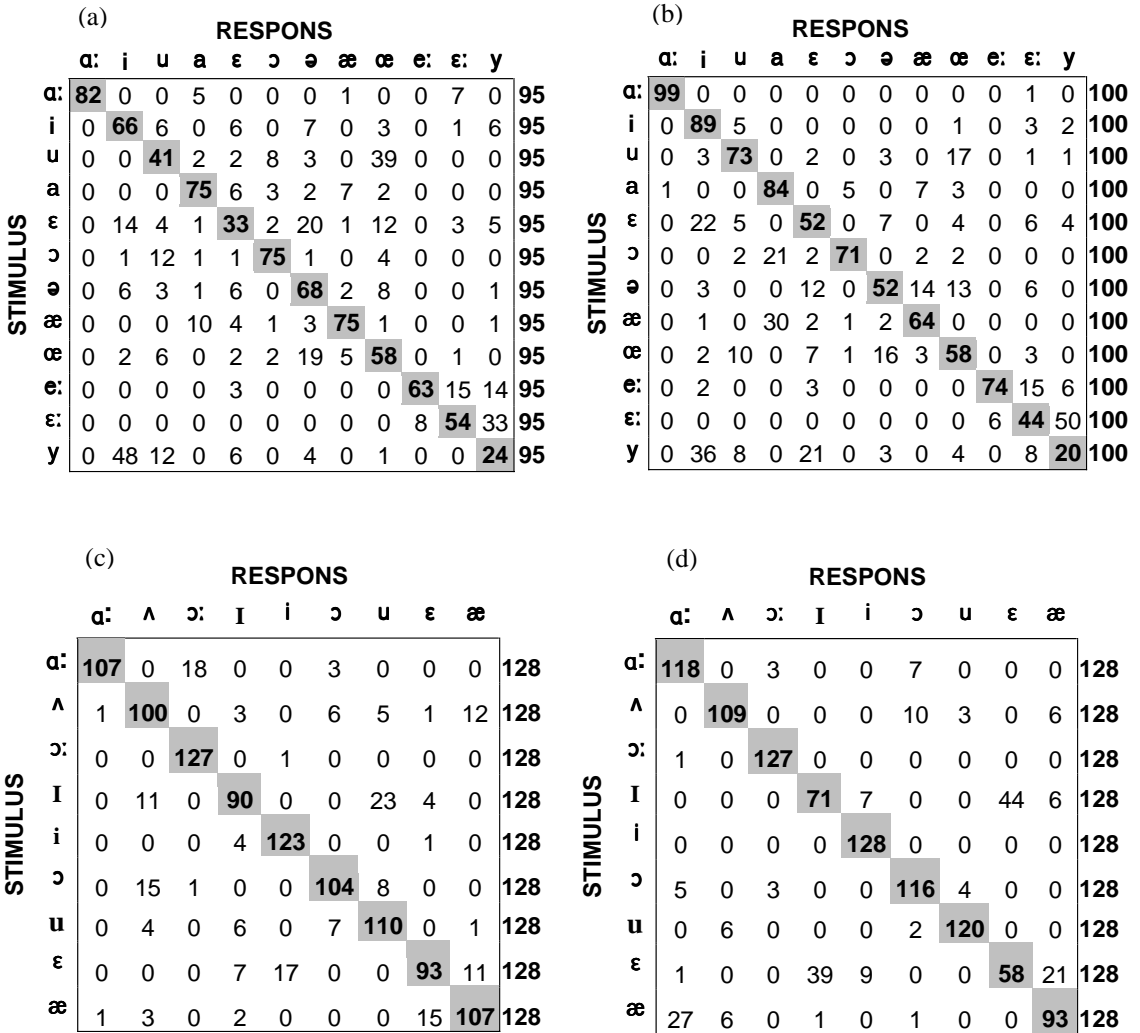 (a)
RESPONS
ɑː i u a ɛ ɔ ə æ œ eː ɛː y
STIMULUS
ɑː 82 0 0 5 0 0 0 1 0 0 7 0 95
i 0 66 6 0 6 0 7 0 3 0 1 6 95
u 0 0 41 2 2 8 3 0 39 0 0 0 95
a 0 0 0 75 6 3 2 7 2 0 0 0 95
ɛ 0 14 4 1 33 2 20 1 12 0 3 5 95
ɔ 0 1 12 1 1 75 1 0 4 0 0 0 95
ə 0 6 3 1 6 0 68 2 8 0 0 1 95
æ 0 0 0 10 4 1 3 75 1 0 0 1 95
œ 0 2 6 0 2 2 19 5 58 0 1 0 95
eː 0 0 0 0 3 0 0 0 0 63 15 14 95
ɛː 0 0 0 0 0 0 0 0 0 8 54 33 95
y 0 48 12 0 6 0 4 0 1 0 0 24 95
(b)
RESPONS
ɑː i u a ɛ ɔ ə æ œ eː ɛː y
STIMULUS
ɑː 99 0 0 0 0 0 0 0 0 0 1 0 100
i 0 89 5 0 0 0 0 0 1 0 3 2 100
u 0 3 73 0 2 0 3 0 17 0 1 1 100
a 1 0 0 84 0 5 0 7 3 0 0 0 100
ɛ 0 22 5 0 52 0 7 0 4 0 6 4 100
ɔ 0 0 2 21 2 71 0 2 2 0 0 0 100
ə 0 3 0 0 12 0 52 14 13 0 6 0 100
æ 0 1 0 30 2 1 2 64 0 0 0 0 100
œ 0 2 10 0 7 1 16 3 58 0 3 0 100
eː 0 2 0 0 3 0 0 0 0 74 15 6 100
ɛː 0 0 0 0 0 0 0 0 0 6 44 50 100
y 0 36 8 0 21 0 3 0 4 0 8 20 100
(c)
RESPONS
ɑː ʌ ɔː I i ɔ u ɛ æ
STIMULUS
ɑː 107 0 18 0 0 3 0 0 0 128
ʌ 1 100 0 3 0 6 5 1 12 128
ɔː 0 0 127 0 1 0 0 0 0 128
I 0 11 0 90 0 0 23 4 0 128
i 0 0 0 4 123 0 0 1 0 128
ɔ 0 15 1 0 0 104 8 0 0 128
u 0 4 0 6 0 7 110 0 1 128
ɛ 0 0 0 7 17 0 0 93 11 128
æ 1 3 0 2 0 0 0 15 107 128
(d)
RESPONS
ɑː ʌ ɔː I i ɔ u ɛ æ
STIMULUS
ɑː 118 0 3 0 0 7 0 0 0 128
ʌ 0 109 0 0 0 10 3 0 6 128
ɔː 1 0 127 0 0 0 0 0 0 128
I 0 0 0 71 7 0 0 44 6 128
i 0 0 0 0 128 0 0 0 0 128
ɔ 5 0 3 0 0 116 4 0 0 128
u 0 6 0 0 0 2 120 0 0 128
ɛ 1 0 0 39 9 0 0 58 21 128
æ 27 6 0 1 0 1 0 0 93 128